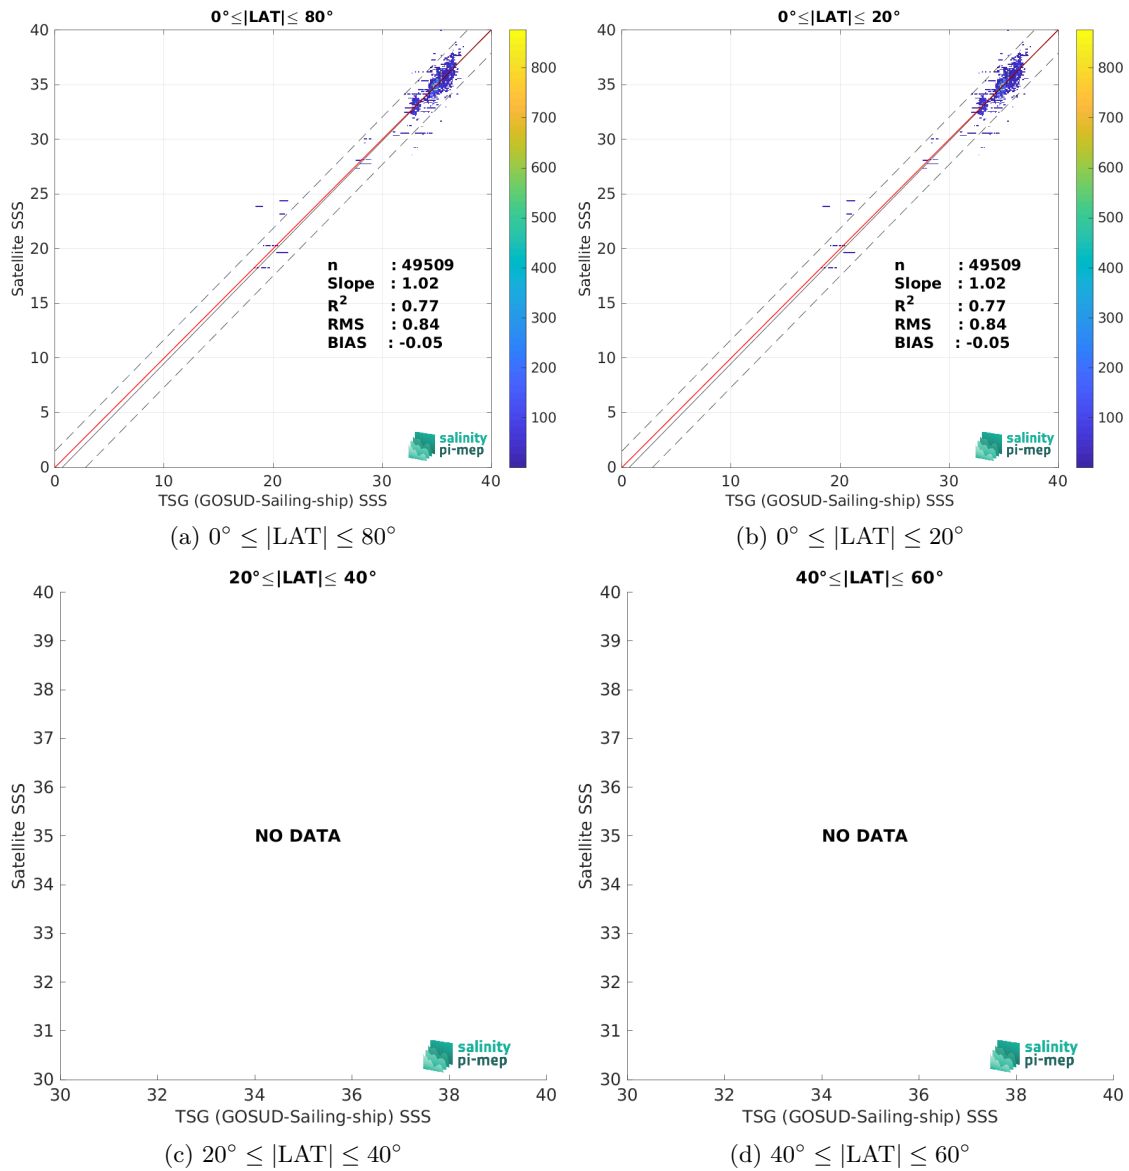 0°≤|LAT|≤ 80°
40
35
30
25
20
15
10
5
0
Satellite SSS
n : 49509
Slope : 1.02
R² : 0.77
RMS : 0.84
BIAS : -0.05
salinity
pi-mep
0 10 20 30 40
TSG (GOSUD-Sailing-ship) SSS
800
700
600
500
400
300
200
100
(a) 0° ≤ |LAT| ≤ 80°
0°≤|LAT|≤ 20°
40
35
30
25
20
15
10
5
0
Satellite SSS
n : 49509
Slope : 1.02
R² : 0.77
RMS : 0.84
BIAS : -0.05
salinity
pi-mep
0 10 20 30 40
TSG (GOSUD-Sailing-ship) SSS
800
700
600
500
400
300
200
100
(b) 0° ≤ |LAT| ≤ 20°
20°≤|LAT|≤ 40°
40
39
38
37
36
35
34
33
32
31
30
Satellite SSS
NO DATA
salinity
pi-mep
30 32 34 36 38 40
TSG (GOSUD-Sailing-ship) SSS
(c) 20° ≤ |LAT| ≤ 40°
40°≤|LAT|≤ 60°
40
39
38
37
36
35
34
33
32
31
30
Satellite SSS
NO DATA
salinity
pi-mep
30 32 34 36 38 40
TSG (GOSUD-Sailing-ship) SSS
(d) 40° ≤ |LAT| ≤ 60°